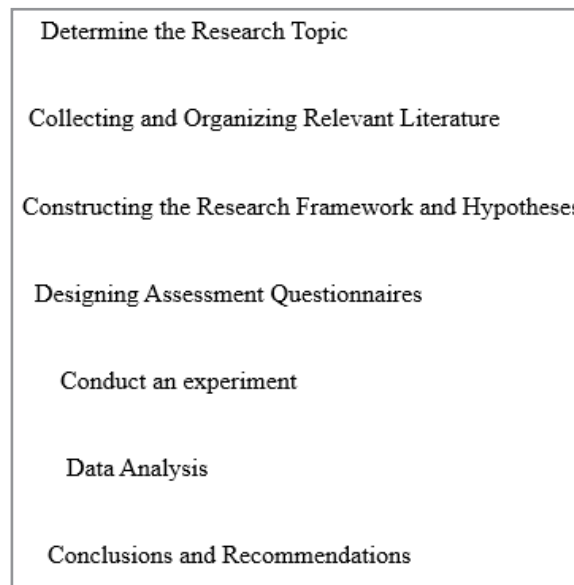 Determine the Research Topic
Collecting and Organizing Relevant Literature
Constructing the Research Framework and Hypotheses
Designing Assessment Questionnaires
Conduct an experiment
Data Analysis
Conclusions and Recommendations